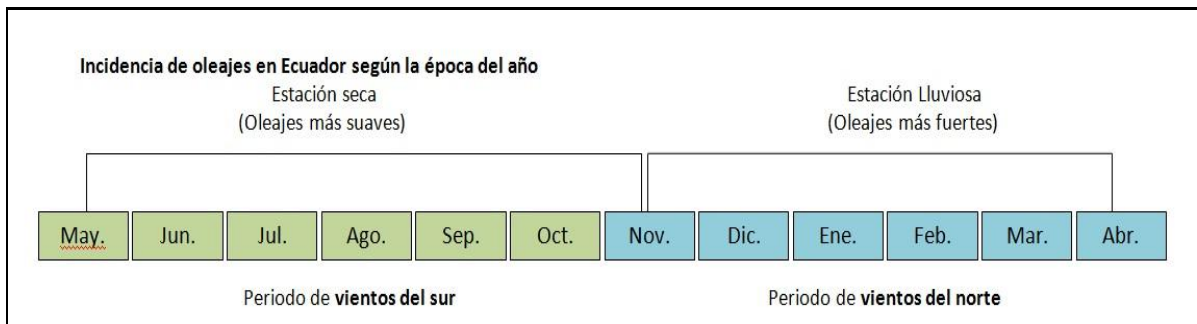 Incidencia de oleajes en Ecuador según la época del año
Estación seca
(Oleajes más suaves)
Estación Lluviosa
(Oleajes más fuertes)
May. Jun. Jul. Ago. Sep. Oct. Nov. Dic. Ene. Feb. Mar. Abr.
Periodo de vientos del sur
Periodo de vientos del norte